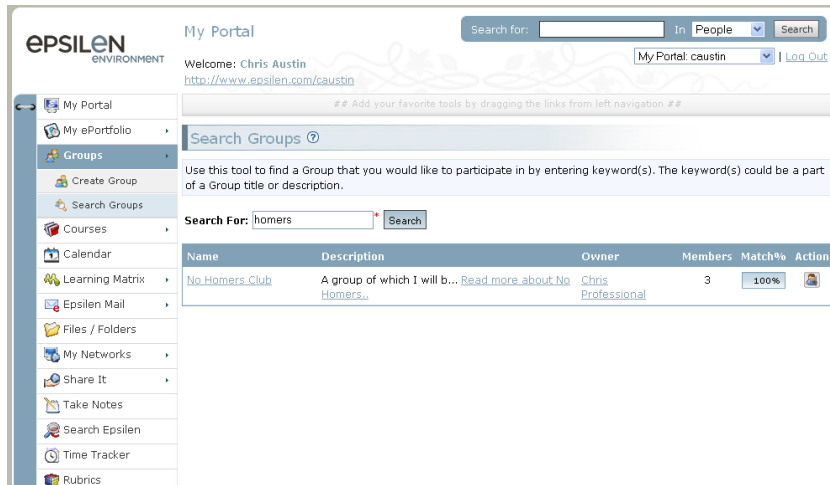 EPSILEN
ENVIRONMENT
My Portal
Search for:
In People Search
Welcome: Chris Austin
My Portal: caustin | Log Out
http://www.epsilen.com/caustin
## Add your favorite tools by dragging the links from left navigation ##
My Portal
My ePortfolio
Groups
Create Group
Search Groups
Courses
Calendar
Learning Matrix
Epsilen Mail
Files / Folders
My Networks
Share It
Take Notes
Search Epsilen
Time Tracker
Rubrics
Search Groups ?
Use this tool to find a Group that you would like to participate in by entering keyword(s). The keyword(s) could be a part
of a Group title or description.
Search For: homers * Search
Name Description Owner Members Match% Action
No Homers Club A group of which I will b... Read more about No Chris 3 100%
Homers.. Professional